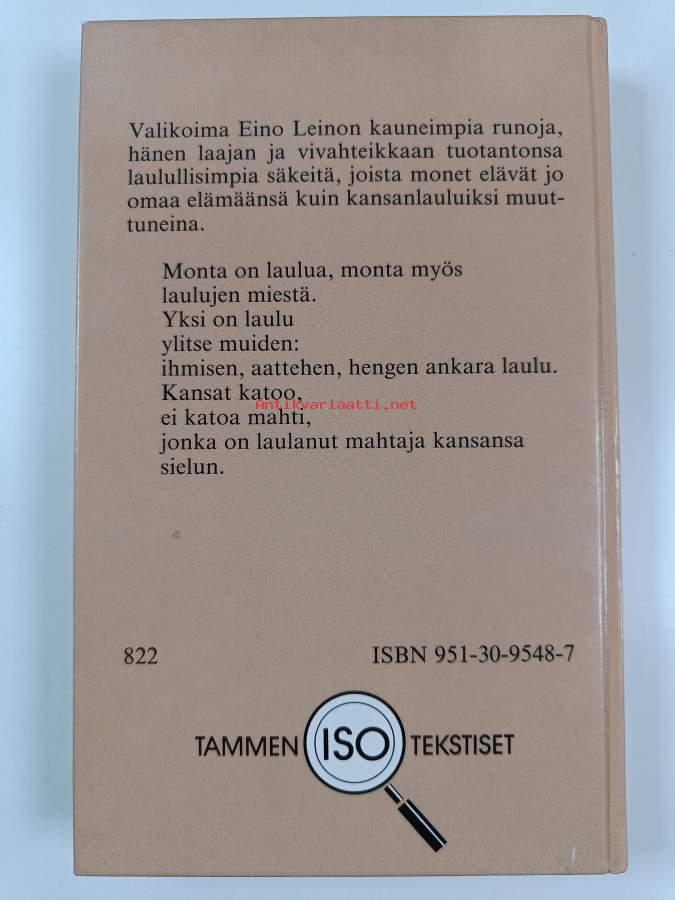 Valikoima Eino Leinon kauneimpia runoja,
hänen laajan ja vivahteikkaan tuotantonsa
laulullisimpia säkeitä, joista monet elävät jo
omaa elämäänsä kuin kansanlauluiksi muut-
tuneina.
Monta on laulua, monta myös
laulujen miestä.
Yksi on laulu
ylitse muiden:
ihmisen, aattehen, hengen ankara laulu.
Kansat katoo,
Antikvariaatti.net
ei katoa mahti,
jonka on laulanut mahtaja kansansa
sielun.
822 ISBN 951-30-9548-7
TAMMEN ISO TEKSTISET